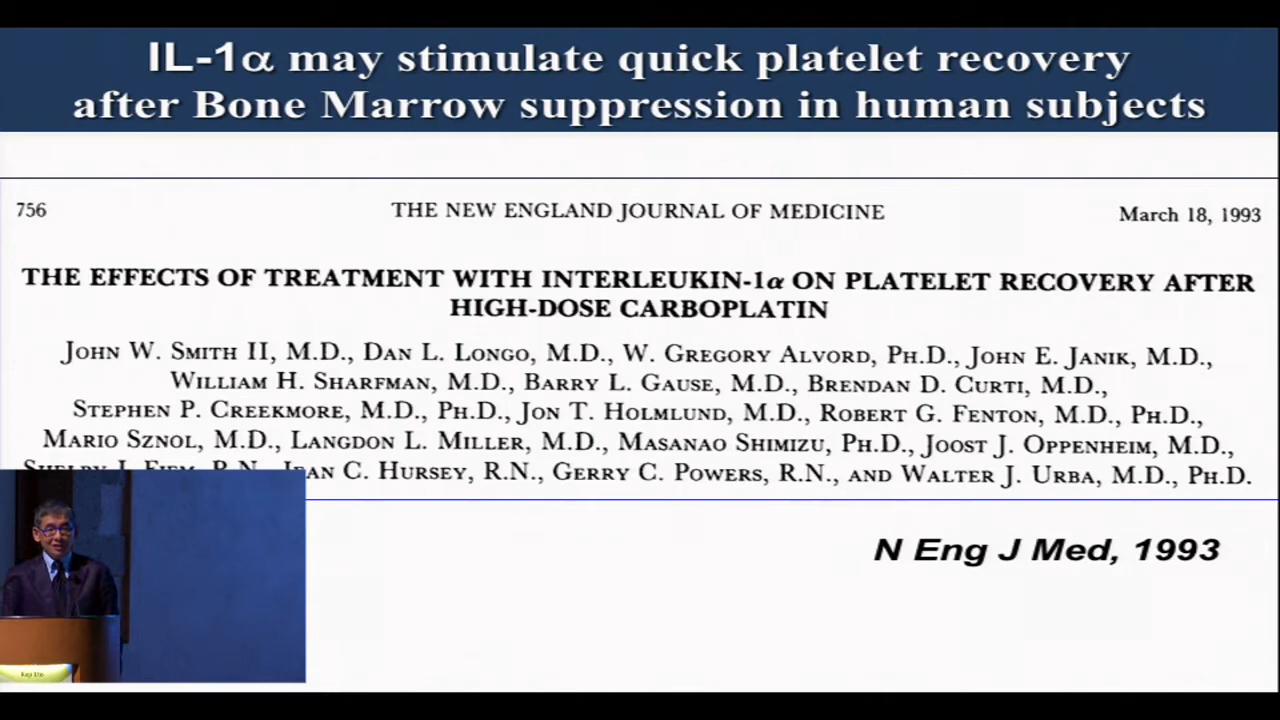 IL-1α may stimulate quick platelet recovery
after Bone Marrow suppression in human subjects
756 THE NEW ENGLAND JOURNAL OF MEDICINE March 18, 1993
THE EFFECTS OF TREATMENT WITH INTERLEUKIN-1α ON PLATELET RECOVERY AFTER
HIGH-DOSE CARBOPLATIN
JOHN W. SMITH II, M.D., DAN L. LONGO, M.D., W. GREGORY ALVORD, PH.D., JOHN E. JANIK, M.D.,
WILLIAM H. SHARFMAN, M.D., BARRY L. GAUSE, M.D., BRENDAN D. CURTI, M.D.,
STEPHEN P. CREEKMORE, M.D., PH.D., JON T. HOLMLUND, M.D., ROBERT G. FENTON, M.D., PH.D.,
MARIO SZNOL, M.D., LANGDON L. MILLER, M.D., MASANAO SHIMIZU, PH.D., JOOST J. OPPENHEIM, M.D.,
R.N., JEAN C. HURSEY, R.N., GERRY C. POWERS, R.N., AND WALTER J. URBA, M.D., PH.D.
N Eng J Med, 1993